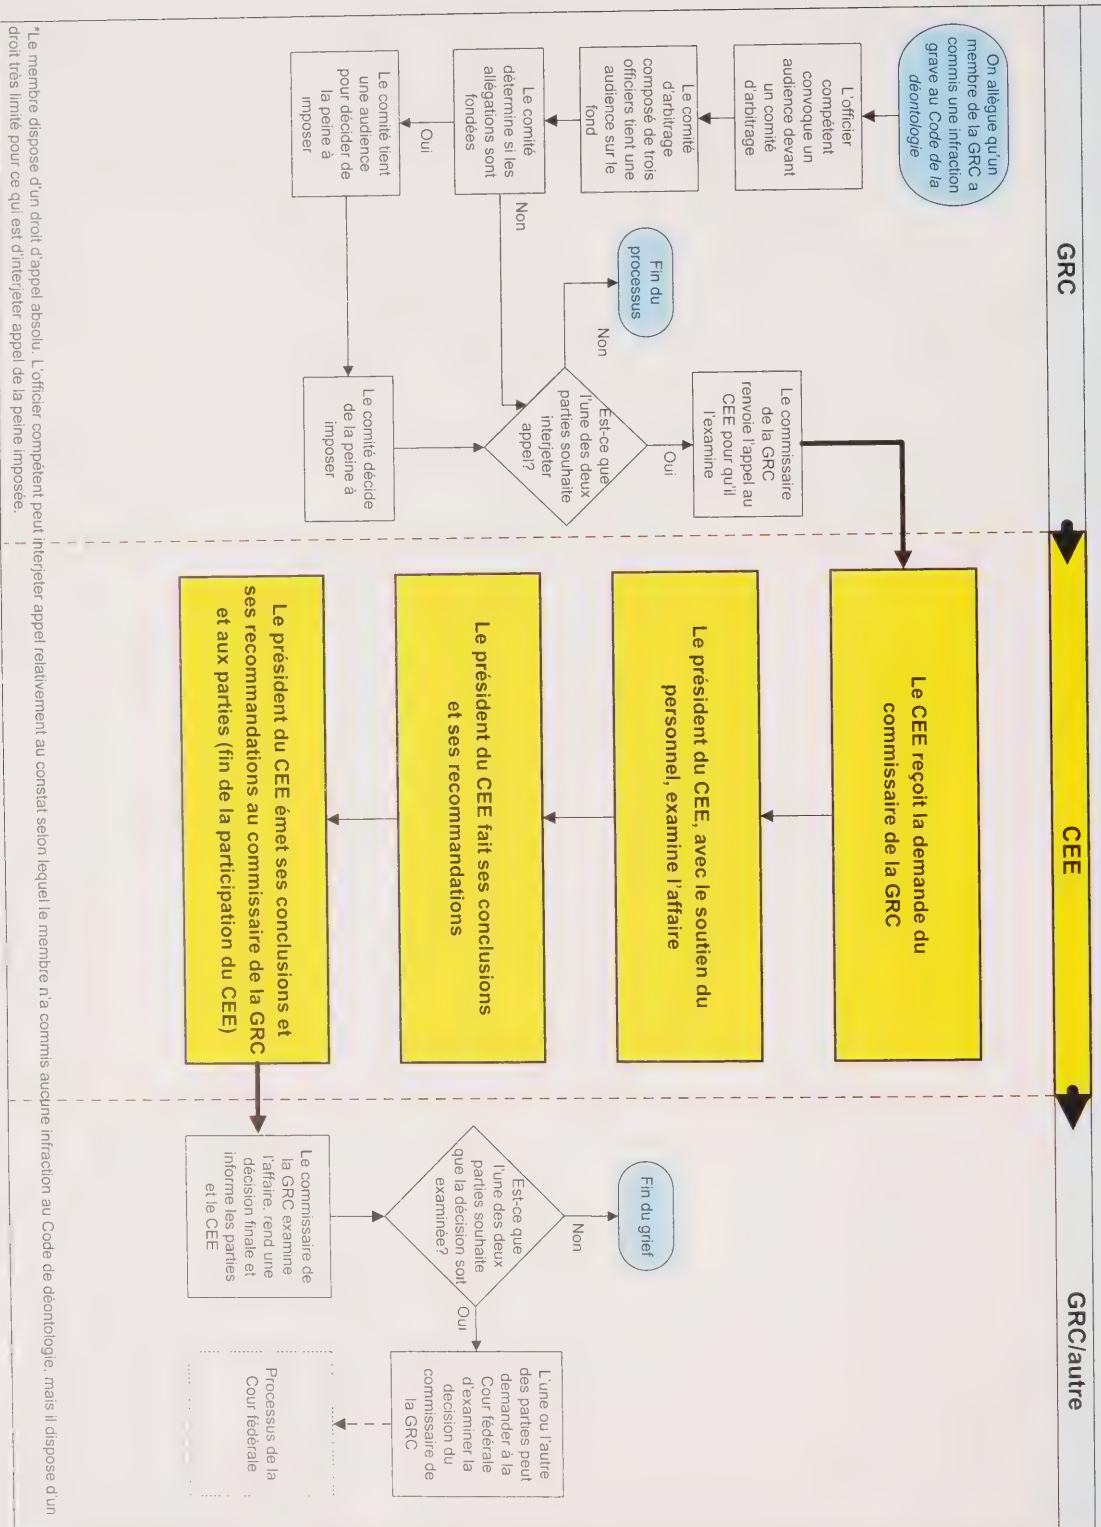 GRC
CEE
GRC/autre
On allègue qu'un
membre de la GRC a
commis une infraction
grave au Code de la
déontologie
L'officier
compétent
convoque un
audience devant
un comité
d'arbitrage
Le comité
d'arbitrage
composé de trois
officiers tient une
audience sur le
fond
Le comité
détermine si les
allégations sont
fondées
Oui
Non
Le comité tient
une audience
pour décider de
la peine à
imposer
Le comité décide
de la peine à
imposer
Est-ce que
l'une des deux
parties souhaite
interjeter
appel?
Non
Fin du
processus
Oui
Le commissaire
de la GRC
renvoie l'appel au
CEE pour qu'il
l'examine
Le CEE reçoit la demande du
commissaire de la GRC
Le président du CEE, avec le soutien du
personnel, examine l'affaire
Le président du CEE fait ses conclusions
et ses recommandations
Le président du CEE émet ses conclusions et
ses recommandations au commissaire de la GRC
et aux parties (fin de la participation du CEE)
Le commissaire de
la GRC examine
l'affaire, rend une
décision finale et
informe les parties
et le CEE
Est-ce que
l'une des deux
parties souhaite
que la décision soit
examinée?
Non
Fin du grief
Oui
L'une ou l'autre
des parties peut
demander à la
Cour fédérale
d'examiner la
decision du
commissaire de
la GRC
Processus de la
Cour fédérale
*Le membre dispose d'un droit d'appel absolu. L'officier compétent peut interjeter appel relativement au constat selon lequel le membre n'a commis aucune infraction au Code de déontologie, mais il dispose d'un
droit très limité pour ce qui est d'interjeter appel de la peine imposée.